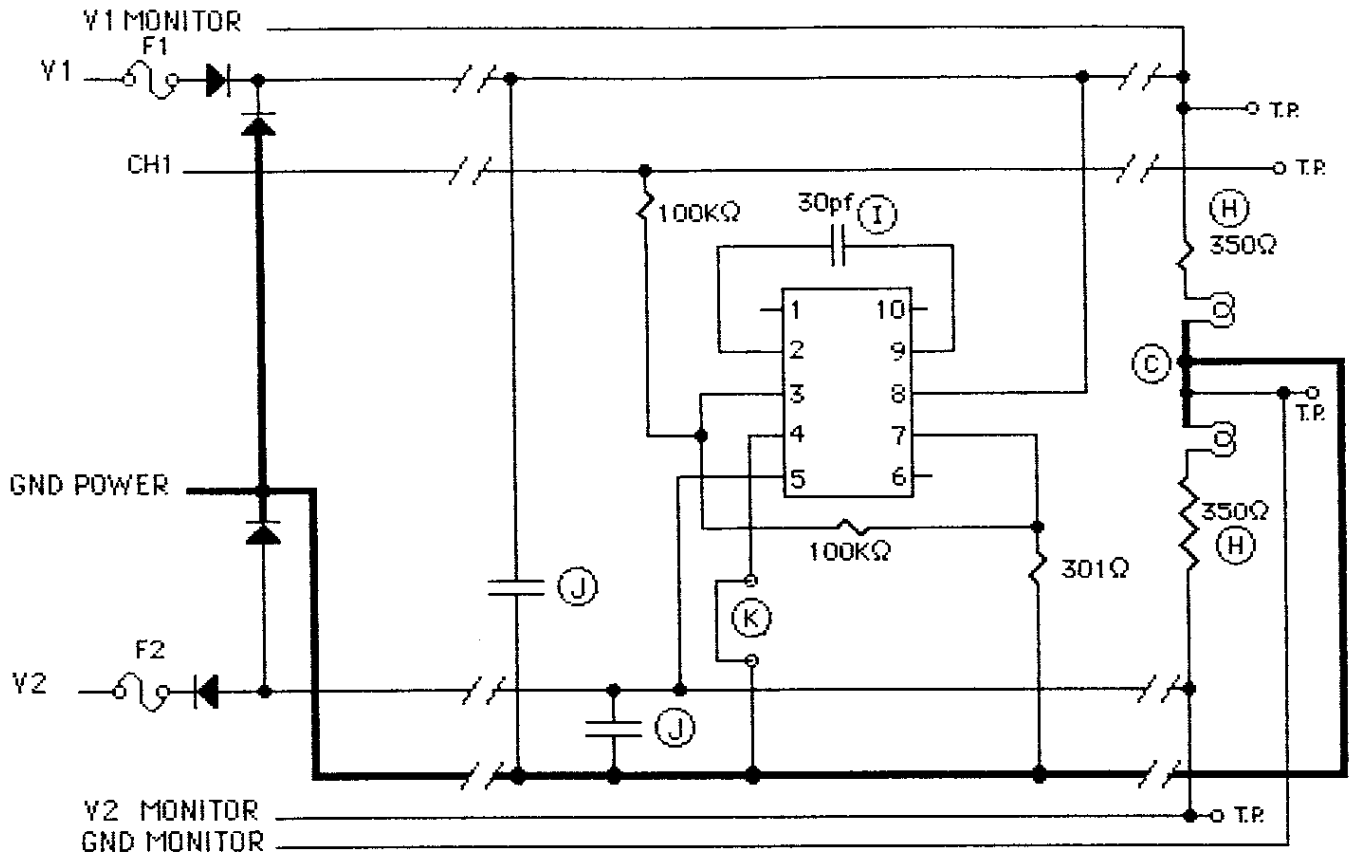 V1 MONITOR
F1
V1
T.P.
CH1
T.P.
100KΩ
30pf
I
H
350Ω
1
10
2
9
C
3
8
T.P.
4
7
GND POWER
5
6
350Ω
100KΩ
H
301Ω
J
K
F2
V2
J
V2 MONITOR
T.P.
GND MONITOR